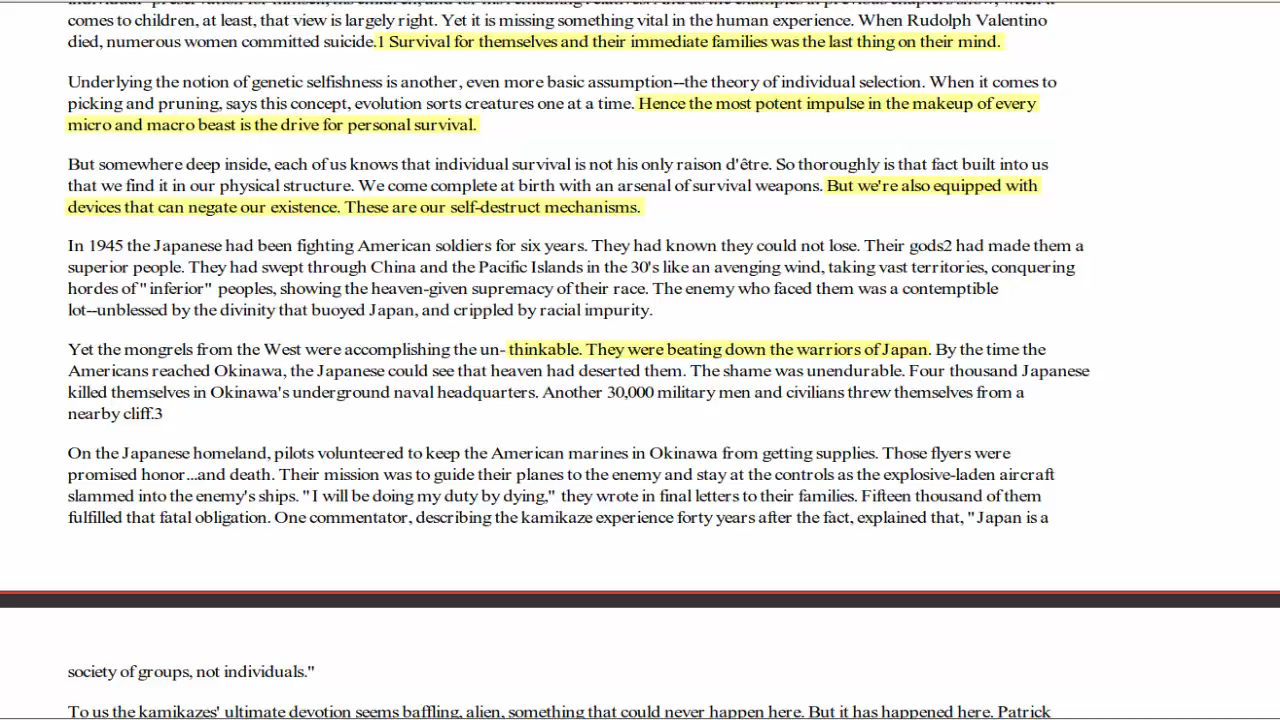 comes to children, at least, that view is largely right. Yet it is missing something vital in the human experience. When Rudolph Valentino
died, numerous women committed suicide.1 Survival for themselves and their immediate families was the last thing on their mind.
Underlying the notion of genetic selfishness is another, even more basic assumption--the theory of individual selection. When it comes to
picking and pruning, says this concept, evolution sorts creatures one at a time. Hence the most potent impulse in the makeup of every
micro and macro beast is the drive for personal survival.
But somewhere deep inside, each of us knows that individual survival is not his only raison d'être. So thoroughly is that fact built into us
that we find it in our physical structure. We come complete at birth with an arsenal of survival weapons. But we're also equipped with
devices that can negate our existence. These are our self-destruct mechanisms.
In 1945 the Japanese had been fighting American soldiers for six years. They had known they could not lose. Their gods2 had made them a
superior people. They had swept through China and the Pacific Islands in the 30's like an avenging wind, taking vast territories, conquering
hordes of "inferior" peoples, showing the heaven-given supremacy of their race. The enemy who faced them was a contemptible
lot--unblessed by the divinity that buoyed Japan, and crippled by racial impurity.
Yet the mongrels from the West were accomplishing the un- thinkable. They were beating down the warriors of Japan. By the time the
Americans reached Okinawa, the Japanese could see that heaven had deserted them. The shame was unendurable. Four thousand Japanese
killed themselves in Okinawa's underground naval headquarters. Another 30,000 military men and civilians threw themselves from a
nearby cliff.3
On the Japanese homeland, pilots volunteered to keep the American marines in Okinawa from getting supplies. Those flyers were
promised honor...and death. Their mission was to guide their planes to the enemy and stay at the controls as the explosive-laden aircraft
slammed into the enemy's ships. "I will be doing my duty by dying," they wrote in final letters to their families. Fifteen thousand of them
fulfilled that fatal obligation. One commentator, describing the kamikaze experience forty years after the fact, explained that, "Japan is a
society of groups, not individuals."
To us the kamikazes' ultimate devotion seems baffling, alien, something that could never happen here. But it has happened here. Patrick